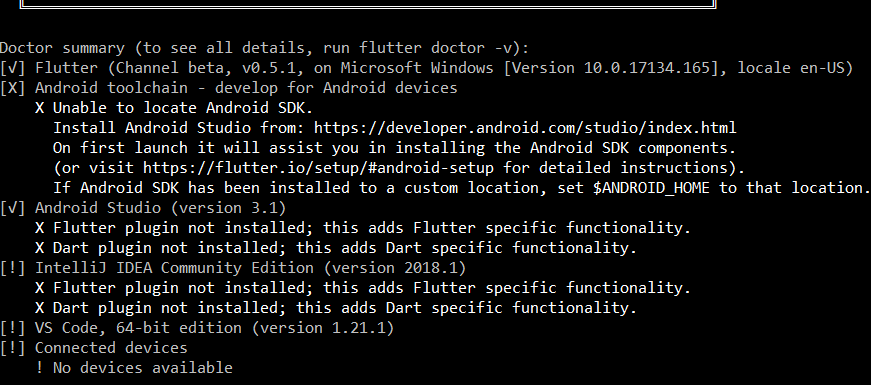 Doctor summary (to see all details, run flutter doctor -v):
[√] Flutter (Channel beta, v0.5.1, on Microsoft Windows [Version 10.0.17134.165], locale en-US)
[X] Android toolchain - develop for Android devices
X Unable to locate Android SDK.
Install Android Studio from: https://developer.android.com/studio/index.html
On first launch it will assist you in installing the Android SDK components.
(or visit https://flutter.io/setup/#android-setup for detailed instructions).
If Android SDK has been installed to a custom location, set $ANDROID_HOME to that location.
[√] Android Studio (version 3.1)
X Flutter plugin not installed; this adds Flutter specific functionality.
X Dart plugin not installed; this adds Dart specific functionality.
[!] IntelliJ IDEA Community Edition (version 2018.1)
X Flutter plugin not installed; this adds Flutter specific functionality.
X Dart plugin not installed; this adds Dart specific functionality.
[!] VS Code, 64-bit edition (version 1.21.1)
[!] Connected devices
! No devices available